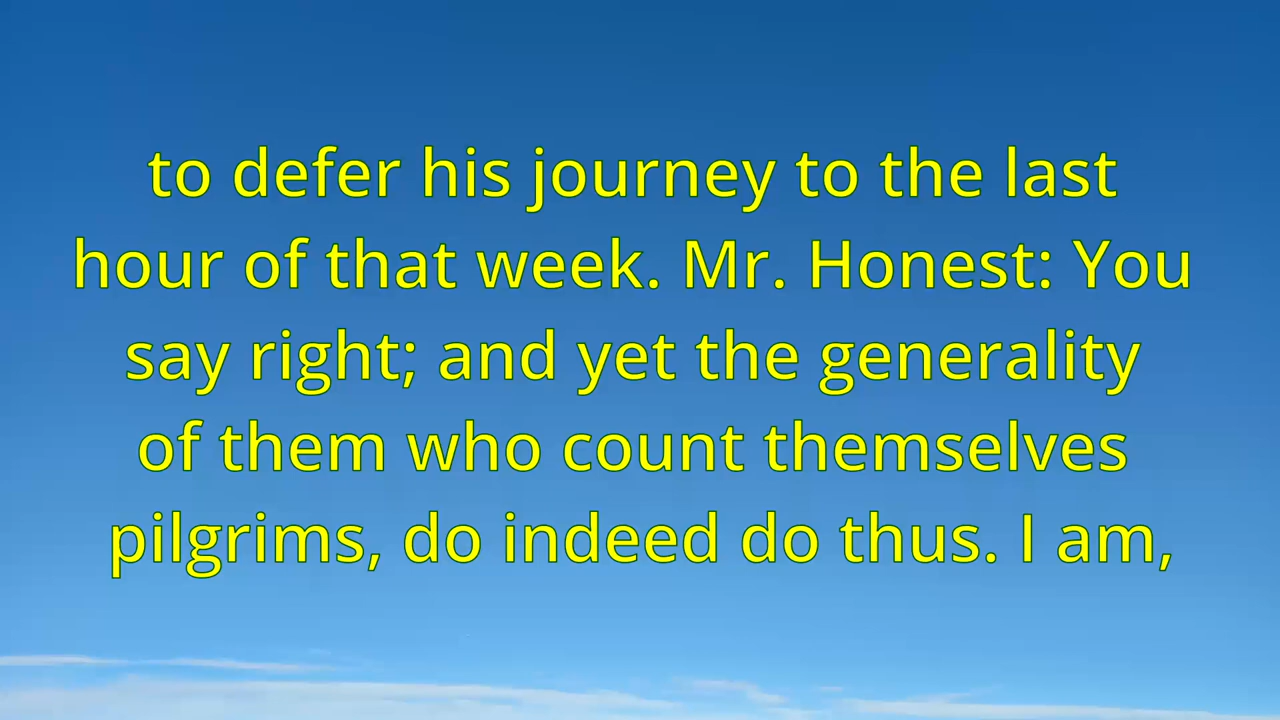 to defer his journey to the last
hour of that week. Mr. Honest: You
say right; and yet the generality
of them who count themselves
pilgrims, do indeed do thus. I am,